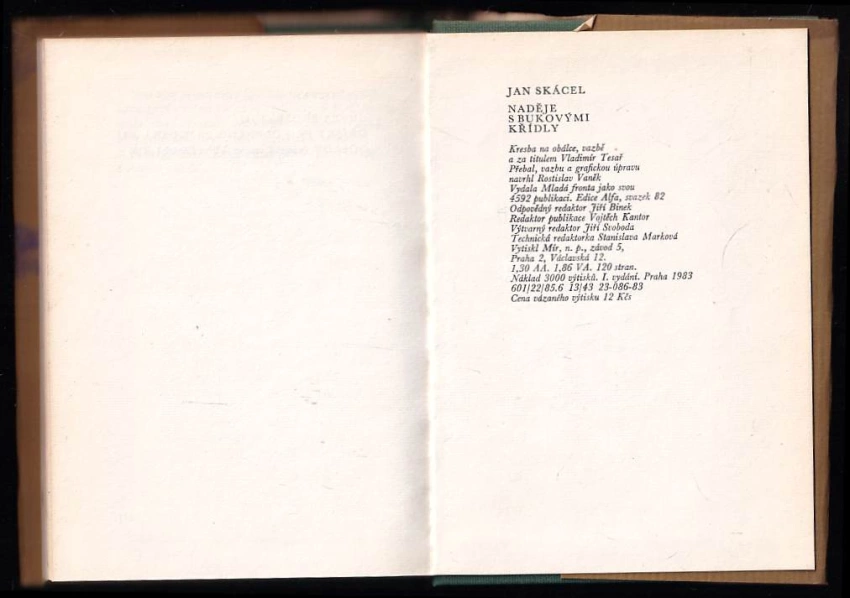 JAN SKÁCEL
NADĚJE
S BUKOVÝMI
KŘÍDLY
Kresba na obálce, vazbě
a za titulem Vladimír Tesař
Přebal, vazbu a grafickou úpravu
navrhl Rostislav Vaněk
Vydala Mladá fronta jako svou
4592 publikaci. Edice Alfa, svazek 82
Odpovědný redaktor Jiří Binek
Redaktor publikace Vojtěch Kantor
Výtvarný redaktor Jiří Svoboda
Technická redaktorka Stanislava Marková
Vytiskl Mír, n. p., závod 5,
Praha 2, Václavská 12.
1,30 AA. 1,86 VA. 120 stran.
Náklad 3000 výtisků. I. vydání. Praha 1983
601/22/85.6 13/43 23-086-83
Cena vázaného výtisku 12 Kčs